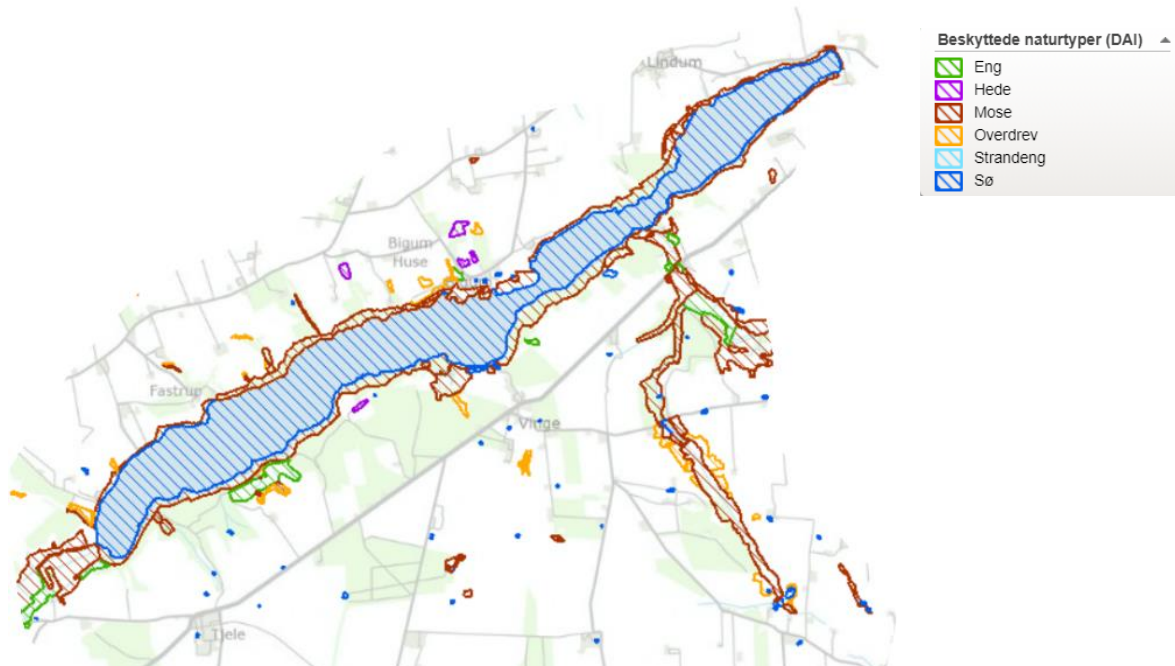 Lindum
Beskyttede naturtyper (DAI)
Eng
Hede
Mose
Overdrev
Strandeng
Sø
Bigum
Huse
Fastrup
Vinge
Tjele